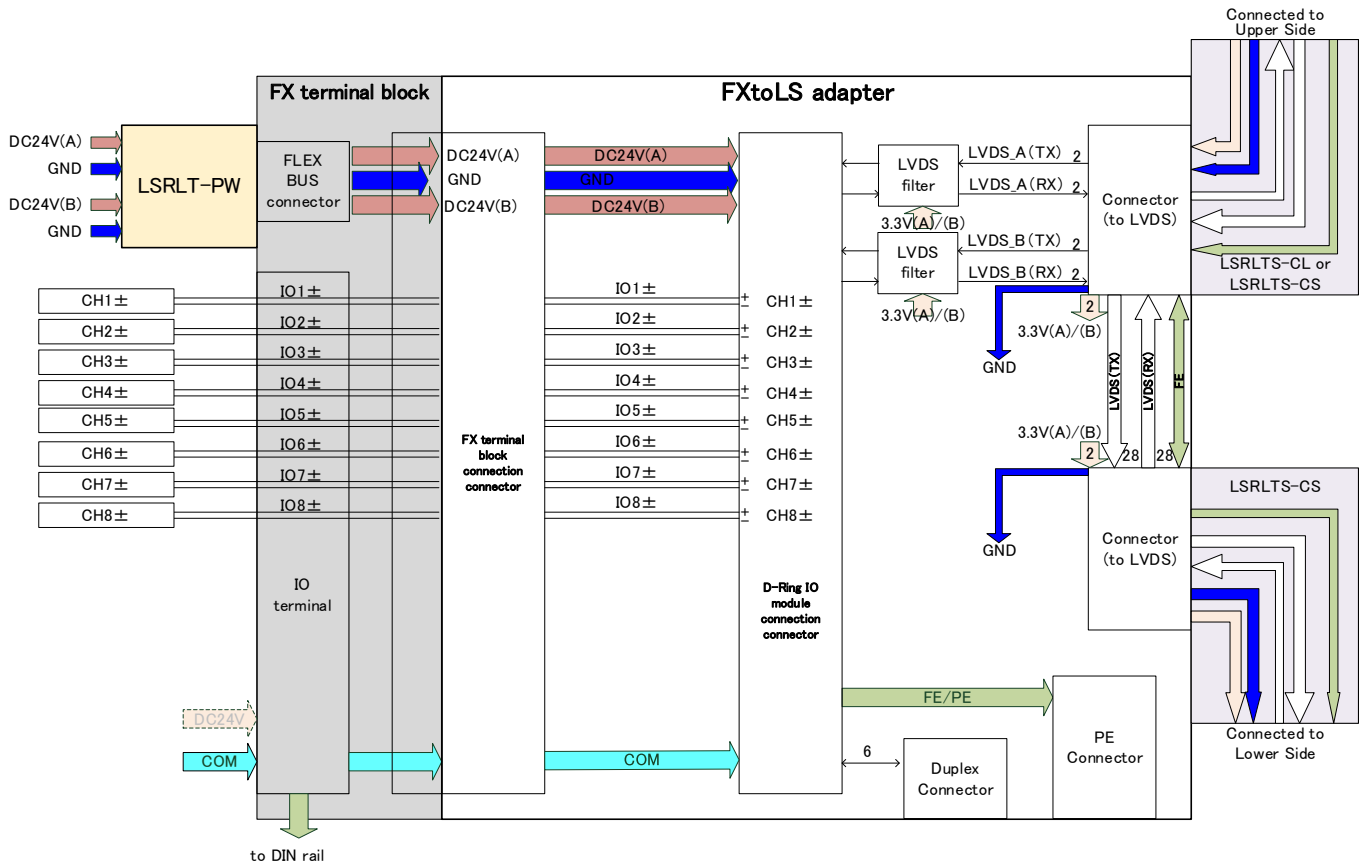 Connected to
Upper Side
FX terminal block
FXtoLS adapter
DC24V(A)
GND
DC24V(B)
GND
LSRLT-PW
FLEX
BUS
connector
DC24V(A)
GND
DC24V(B)
DC24V(A)
GND
DC24V(B)
LVDS
filter
LVDS_A(TX)
2
LVDS_A(RX)
2
3.3V(A)/(B)
LVDS
filter
LVDS_B(TX)
2
LVDS_B(RX)
2
3.3V(A)/(B)
Connector
(to LVDS)
LSRLTS-CL or
LSRLTS-CS
GND
2
3.3V(A)/(B)
LVDS(TX)
LVDS(RX)
FE
CH1±
CH2±
CH3±
CH4±
CH5±
CH6±
CH7±
CH8±
IO1±
IO2±
IO3±
IO4±
IO5±
IO6±
IO7±
IO8±
FX terminal
block
connection
connector
IO1±
IO2±
IO3±
IO4±
IO5±
IO6±
IO7±
IO8±
± CH1±
± CH2±
± CH3±
± CH4±
± CH5±
± CH6±
± CH7±
± CH8±
3.3V(A)/(B)
2
28
28
GND
Connector
(to LVDS)
LSRLTS-CS
IO
terminal
D-Ring IO
module
connection
connector
DC24V
COM
COM
FE/PE
6
Duplex
Connector
PE
Connector
Connected to
Lower Side
to DIN rail